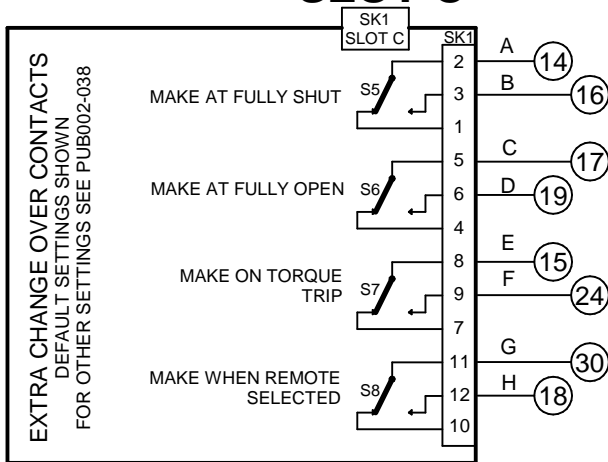 SK1
SLOT C
SK1
EXTRA CHANGE OVER CONTACTS
DEFAULT SETTINGS SHOWN
FOR OTHER SETTINGS SEE PUB002-038
MAKE AT FULLY SHUT
S5
2
A
14
3
B
16
1
MAKE AT FULLY OPEN
S6
5
C
17
6
D
19
4
MAKE ON TORQUE
TRIP
S7
8
E
15
9
F
24
7
MAKE WHEN REMOTE
SELECTED
S8
11
G
30
12
H
18
10